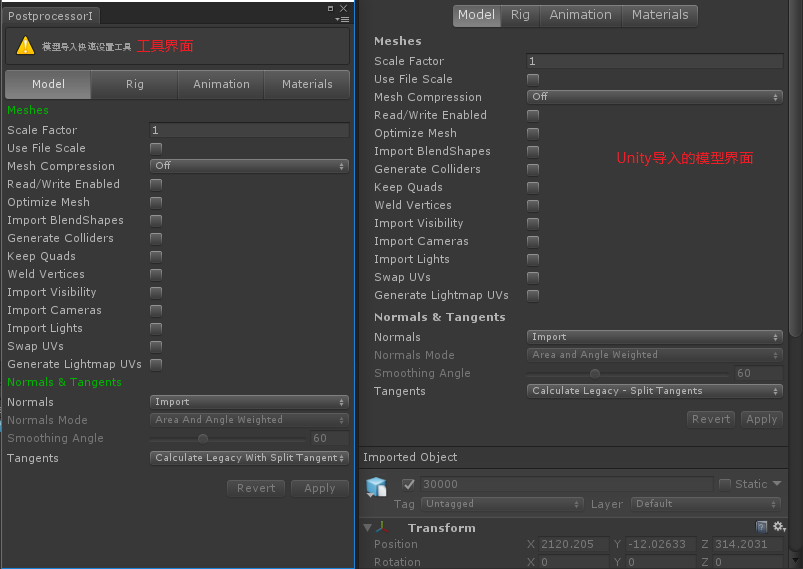 PostprocessorI
模型导入快速设置工具 工具界面
Model Rig Animation Materials
Meshes
Scale Factor 1
Use File Scale
Mesh Compression Off
Read/Write Enabled
Optimize Mesh
Import BlendShapes
Generate Colliders
Keep Quads
Weld Vertices
Import Visibility
Import Cameras
Import Lights
Swap UVs
Generate Lightmap UVs
Normals & Tangents
Normals Import
Normals Mode Area And Angle Weighted
Smoothing Angle 60
Tangents Calculate Legacy With Split Tangent
Revert Apply
Model Rig Animation Materials
Meshes
Scale Factor 1
Use File Scale
Mesh Compression Off
Read/Write Enabled
Optimize Mesh
Import BlendShapes
Unity导入的模型界面
Generate Colliders
Keep Quads
Weld Vertices
Import Visibility
Import Cameras
Import Lights
Swap UVs
Generate Lightmap UVs
Normals & Tangents
Normals Import
Normals Mode Area and Angle Weighted
Smoothing Angle 60
Tangents Calculate Legacy - Split Tangents
Revert Apply
Imported Object
30000 Static
Tag Untagged Layer Default
Transform
Position X 2120.205 Y -12.02633 Z 314.2031
Rotation X 0 Y 0 Z 0